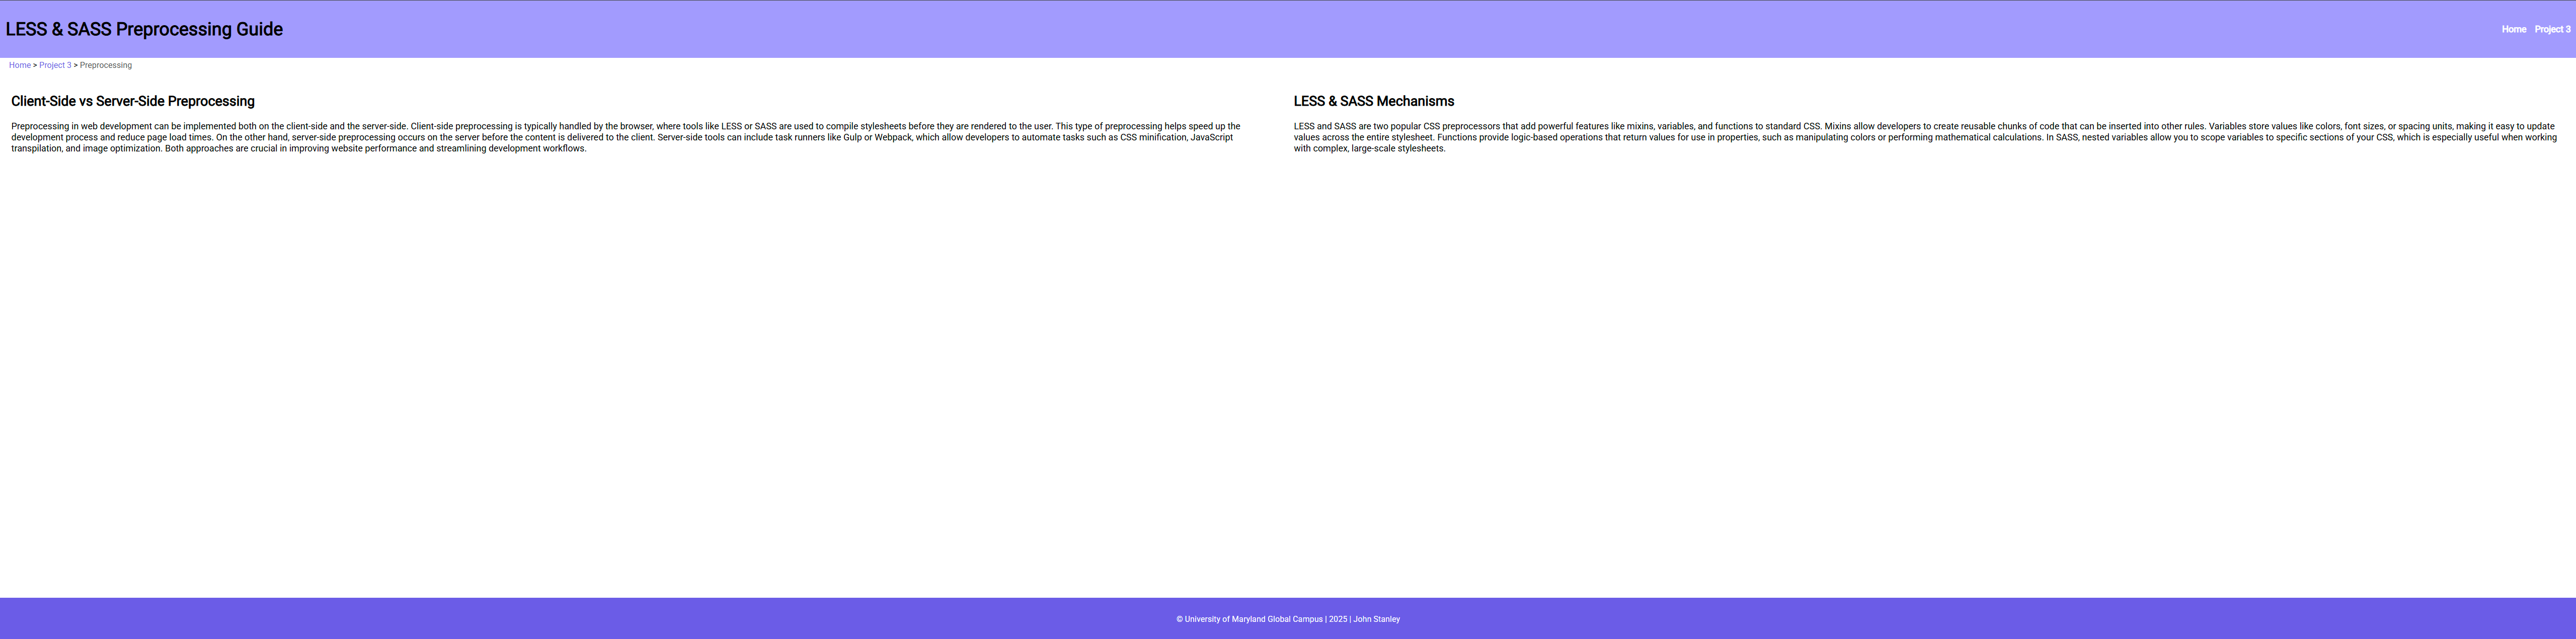 LESS & SASS Preprocessing Guide
Home Project 3
Home > Project 3 > Preprocessing
Client-Side vs Server-Side Preprocessing
Preprocessing in web development can be implemented both on the client-side and the server-side. Client-side preprocessing is typically handled by the browser, where tools like LESS or SASS are used to compile stylesheets before they are rendered to the user. This type of preprocessing helps speed up the
development process and reduce page load times. On the other hand, server-side preprocessing occurs on the server before the content is delivered to the client. Server-side tools can include task runners like Gulp or Webpack, which allow developers to automate tasks such as CSS minification, JavaScript
transpilation, and image optimization. Both approaches are crucial in improving website performance and streamlining development workflows.
LESS & SASS Mechanisms
LESS and SASS are two popular CSS preprocessors that add powerful features like mixins, variables, and functions to standard CSS. Mixins allow developers to create reusable chunks of code that can be inserted into other rules. Variables store values like colors, font sizes, or spacing units, making it easy to update
values across the entire stylesheet. Functions provide logic-based operations that return values for use in properties, such as manipulating colors or performing mathematical calculations. In SASS, nested variables allow you to scope variables to specific sections of your CSS, which is especially useful when working
with complex, large-scale stylesheets.
© University of Maryland Global Campus | 2025 | John Stanley